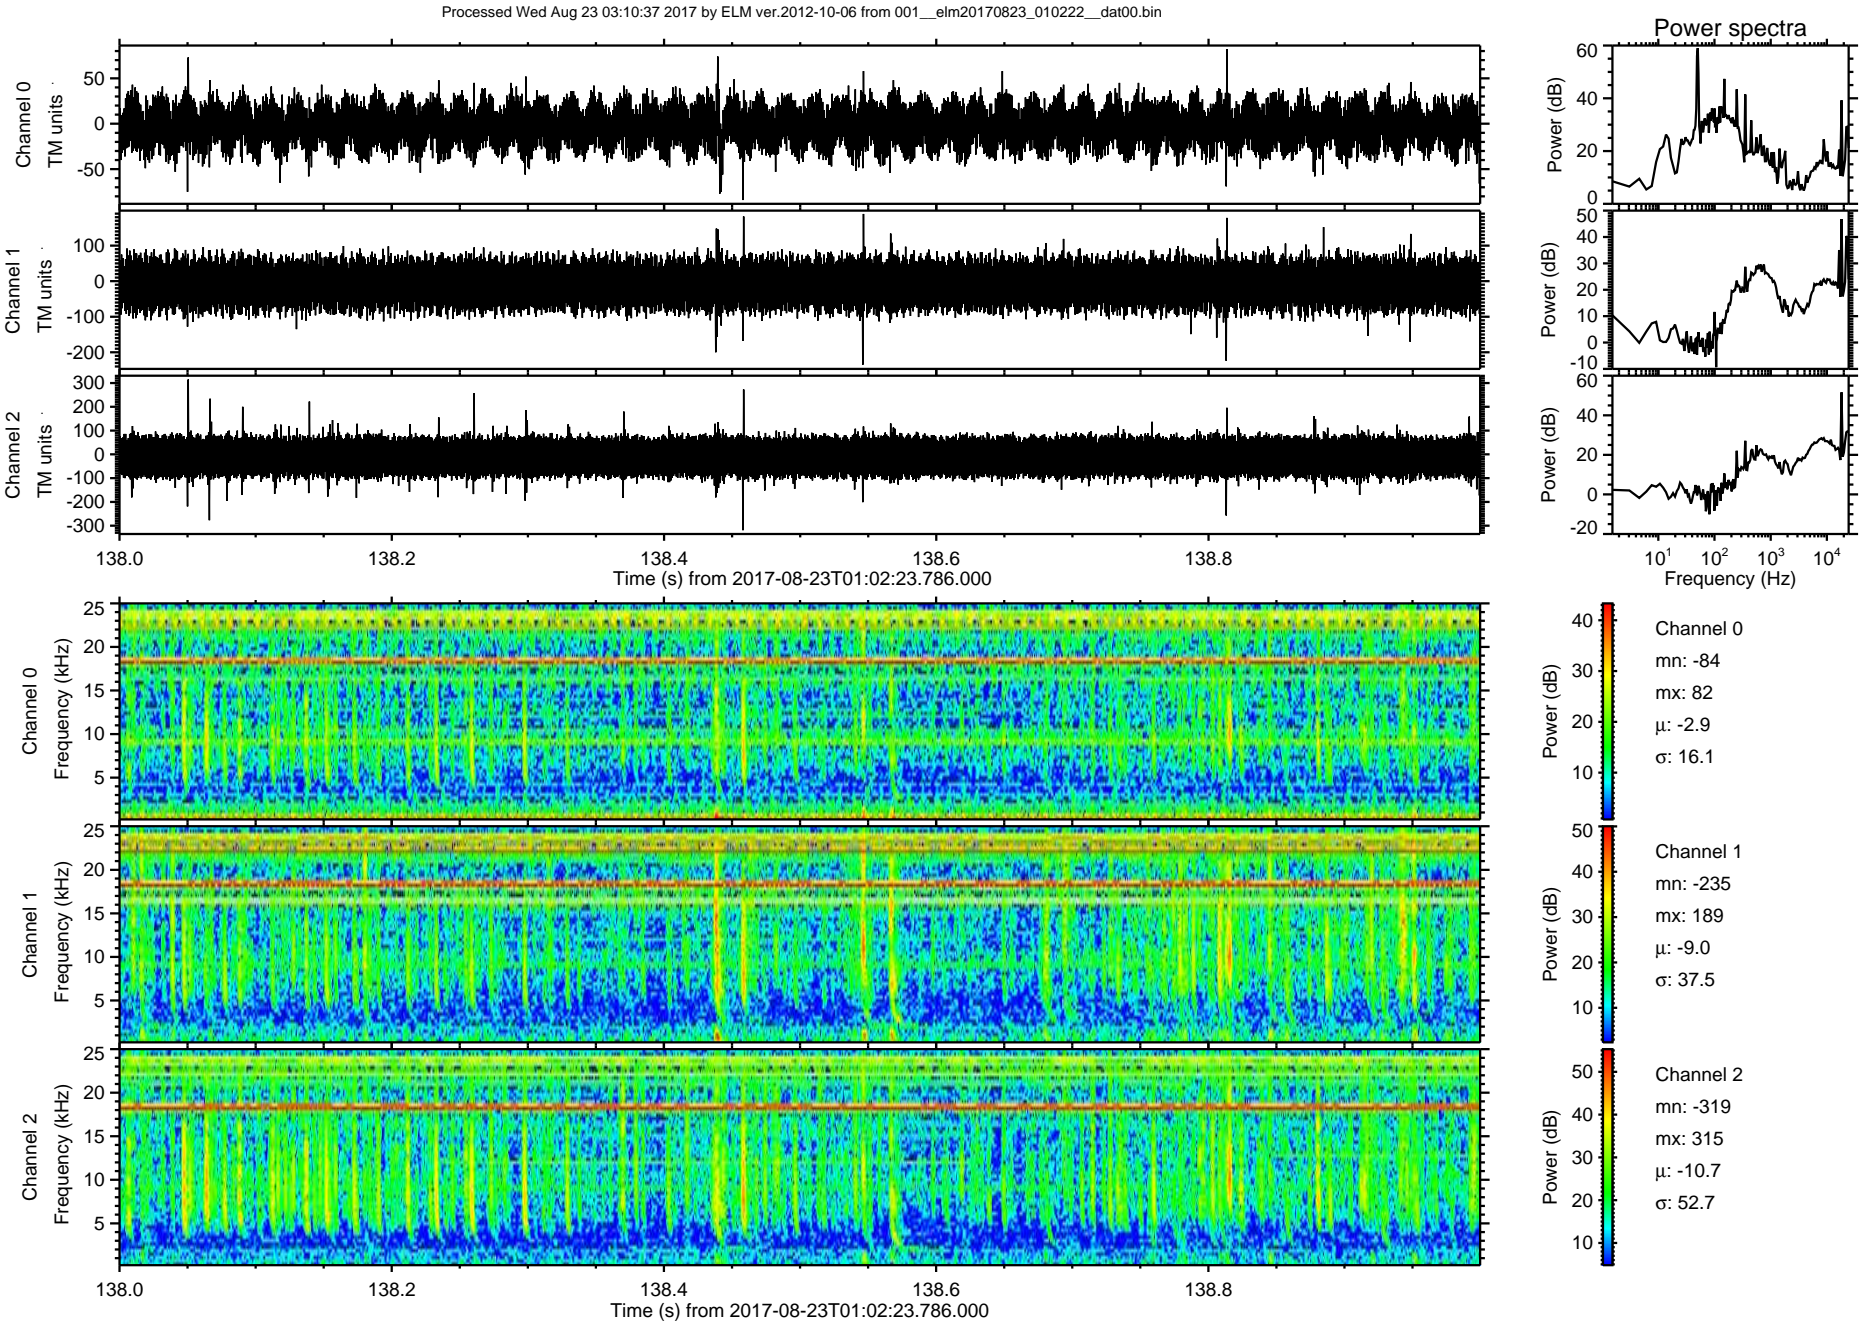 Processed Wed Aug 23 03:10:37 2017 by ELM ver.2012-10-06 from 001__elm20170823_010222__dat00.bin
Power spectra
Channel 0
TM units
50
0
-50
Power (dB)
60
40
20
0
Channel 1
TM units
100
0
-100
-200
Power (dB)
50
40
30
20
10
0
-10
Channel 2
TM units
300
200
100
0
-100
-200
-300
Power (dB)
60
40
20
0
-20
138.0 138.2 138.4 138.6 138.8
Time (s) from 2017-08-23T01:02:23.786.000
10¹ 10² 10³ 10⁴
Frequency (Hz)
Channel 0
Frequency (kHz)
25
20
15
10
5
Power (dB)
40
30
20
10
Channel 0
mn: -84
mx: 82
μ: -2.9
σ: 16.1
Channel 1
Frequency (kHz)
25
20
15
10
5
Power (dB)
50
40
30
20
10
Channel 1
mn: -235
mx: 189
μ: -9.0
σ: 37.5
Channel 2
Frequency (kHz)
25
20
15
10
5
Power (dB)
50
40
30
20
10
Channel 2
mn: -319
mx: 315
μ: -10.7
σ: 52.7
138.0 138.2 138.4 138.6 138.8
Time (s) from 2017-08-23T01:02:23.786.000